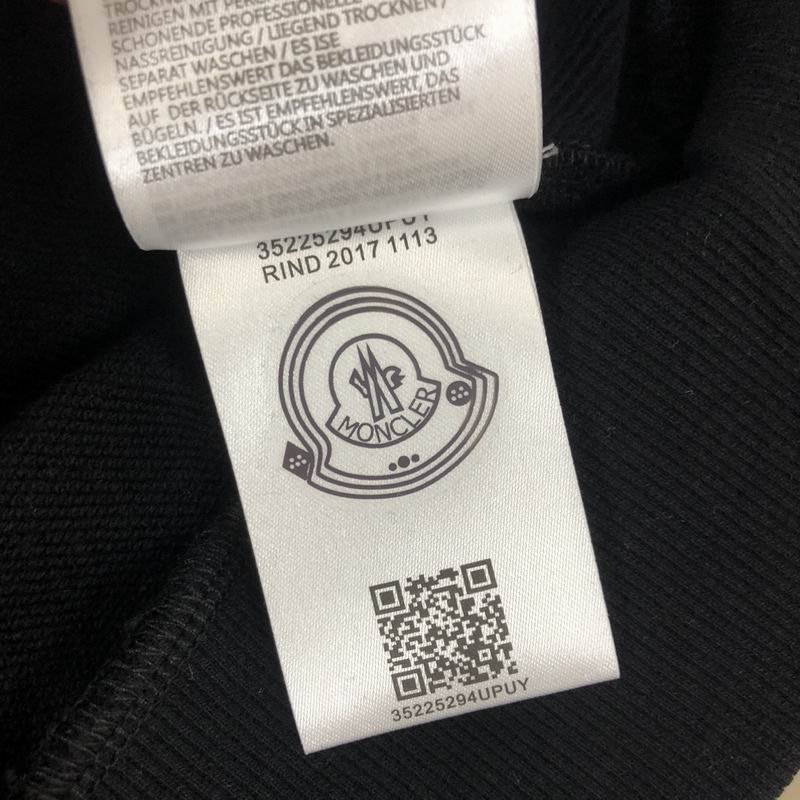 REINIGEN MIT
SCHONENDE PROFESSIONELLE
NASSREINIGUNG / LIEGEND TROCKNEN /
SEPARAT WASCHEN / ES ISE
EMPFEHLENSWERT DAS BEKLEIDUNGSSTÜCK
AUF DER RÜCKSEITE ZU WASCHEN UND
BÜGELN. / ES IST EMPFEHLENSWERT, DAS
BEKLEIDUNGSSTÜCK IN SPEZIALISIERTEN
ZENTREN ZU WASCHEN.
35225294UPUY
RIND 2017 1113
MONCLER
35225294UPUY